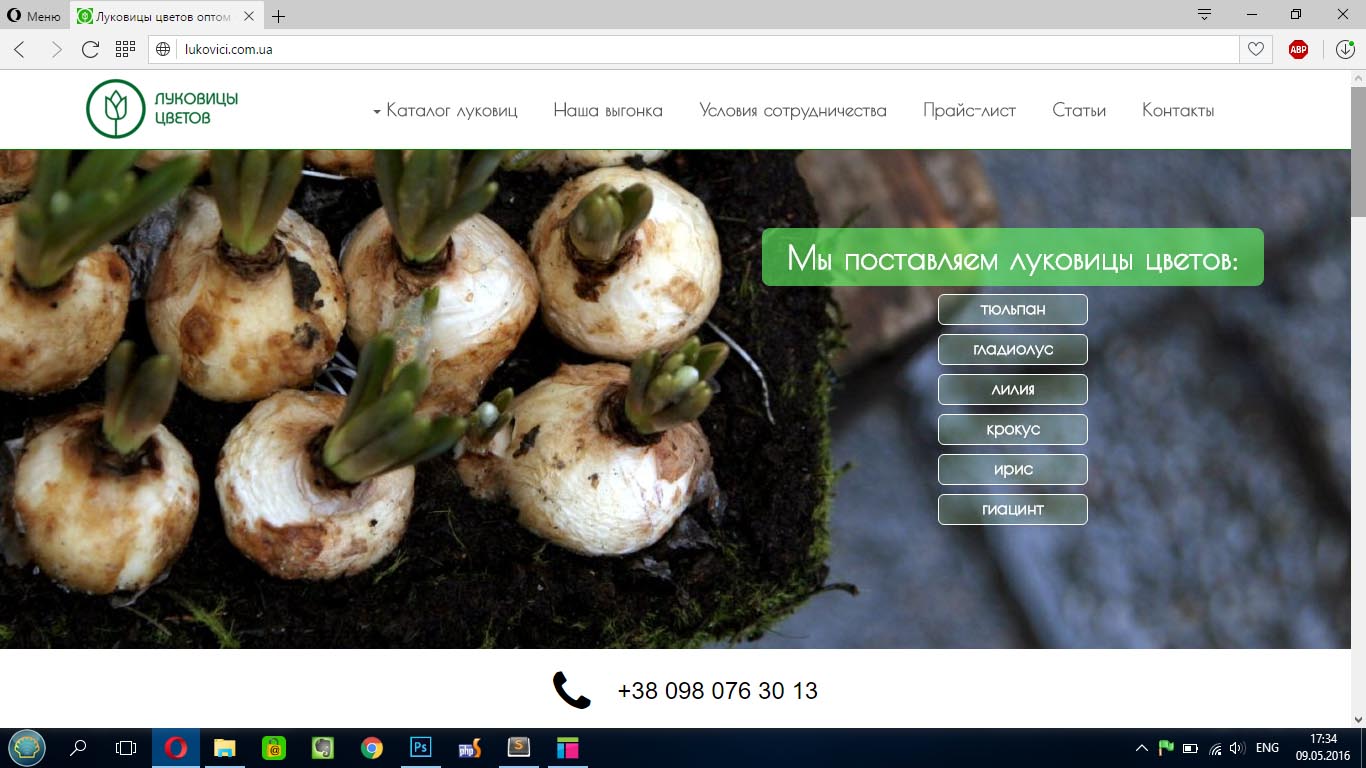 Меню
Луковицы цветов оптом
lukovici.com.ua
ABP
ЛУКОВИЦЫ
ЦВЕТОВ
Каталог луковиц
Наша выгонка
Условия сотрудничества
Прайс-лист
Статьи
Контакты
Мы поставляем луковицы цветов:
тюльпан
гладиолус
лилия
крокус
ирис
гиацинт
+38 098 076 30 13
Ps
php
S
ENG
17:34
09.05.2016